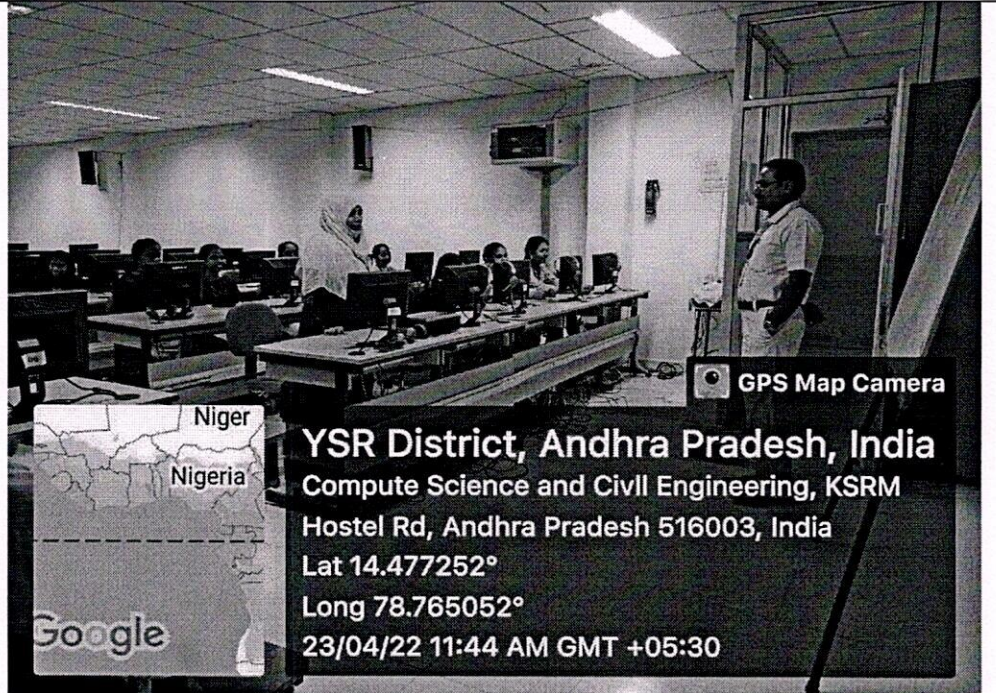 GPS Map Camera
Niger
Nigeria
Google
YSR District, Andhra Pradesh, India
Compute Science and Civil Engineering, KSRM
Hostel Rd, Andhra Pradesh 516003, India
Lat 14.477252°
Long 78.765052°
23/04/22 11:44 AM GMT +05:30